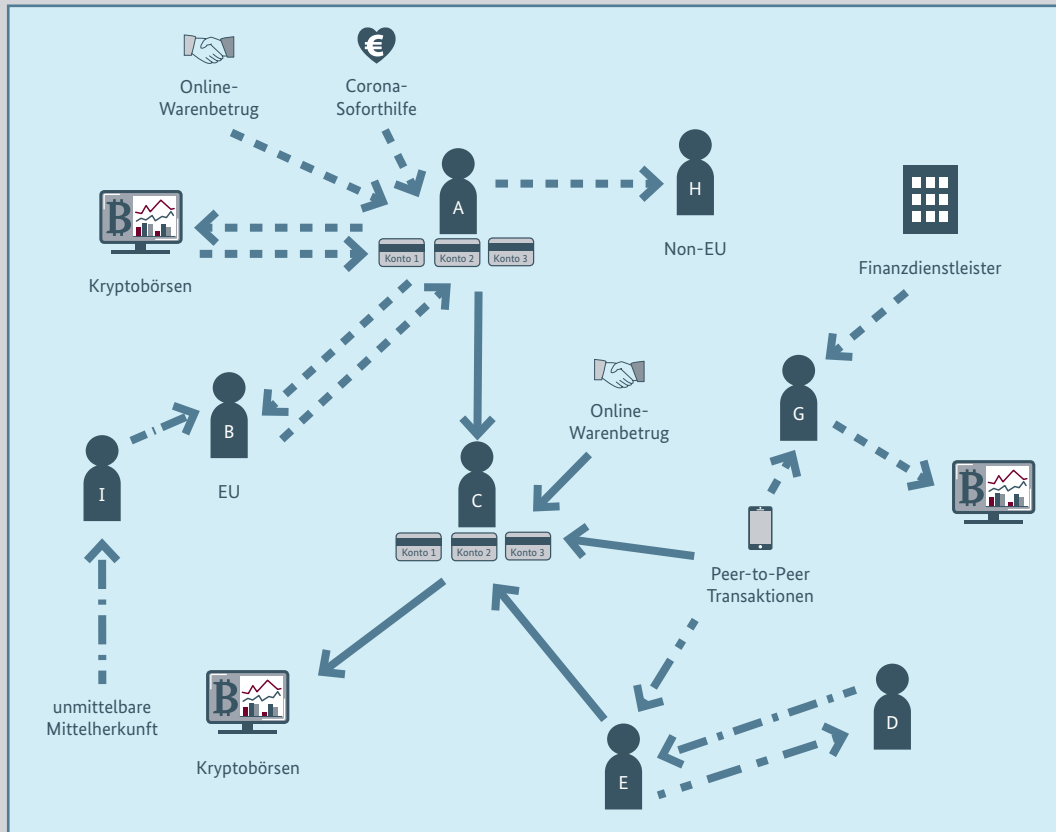 Online-
Warenbetrug
Corona-
Soforthilfe
A
H
Non-EU
Finanzdienstleister
Kryptobörsen
Konto 1
Konto 2
Konto 3
B
EU
I
Online-
Warenbetrug
G
C
Konto 1
Konto 2
Konto 3
Peer-to-Peer
Transaktionen
unmittelbare
Mittelherkunft
Kryptobörsen
D
E